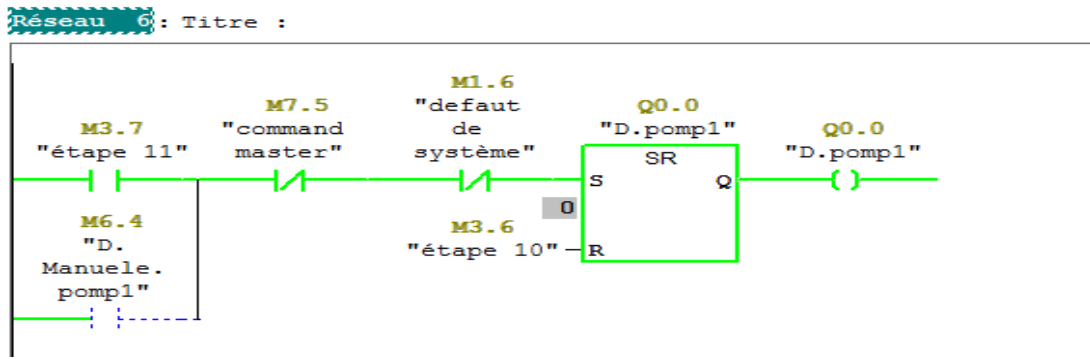 Réseau 6: Titre :
M1.6
M7.5 "defaut Q0.0
M3.7 "command de "D.pomp1" Q0.0
"étape 11" master" système" SR "D.pomp1"
S Q
0
M6.4 M3.6
"D. "étape 10" R
Manuele.
pomp1"